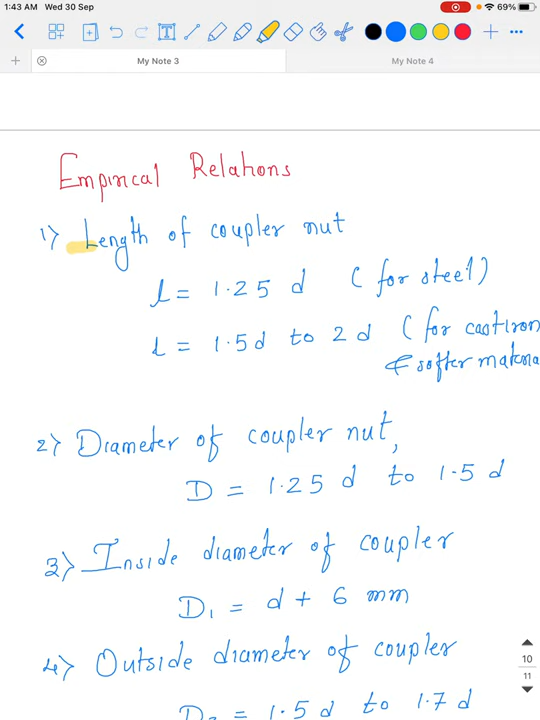 1:43 AM Wed 30 Sep
69%
My Note 3
My Note 4
Empirical Relations
1) Length of coupler nut
l = 1.25 d (for steel)
l = 1.5d to 2d (for cast iron
& softer materia
2) Diameter of coupler nut,
D = 1.25 d to 1.5 d
3) Inside diameter of coupler
D1 = d + 6 mm
4) Outside diameter of coupler
D2 = 1.5 d to 1.7 d
10
11